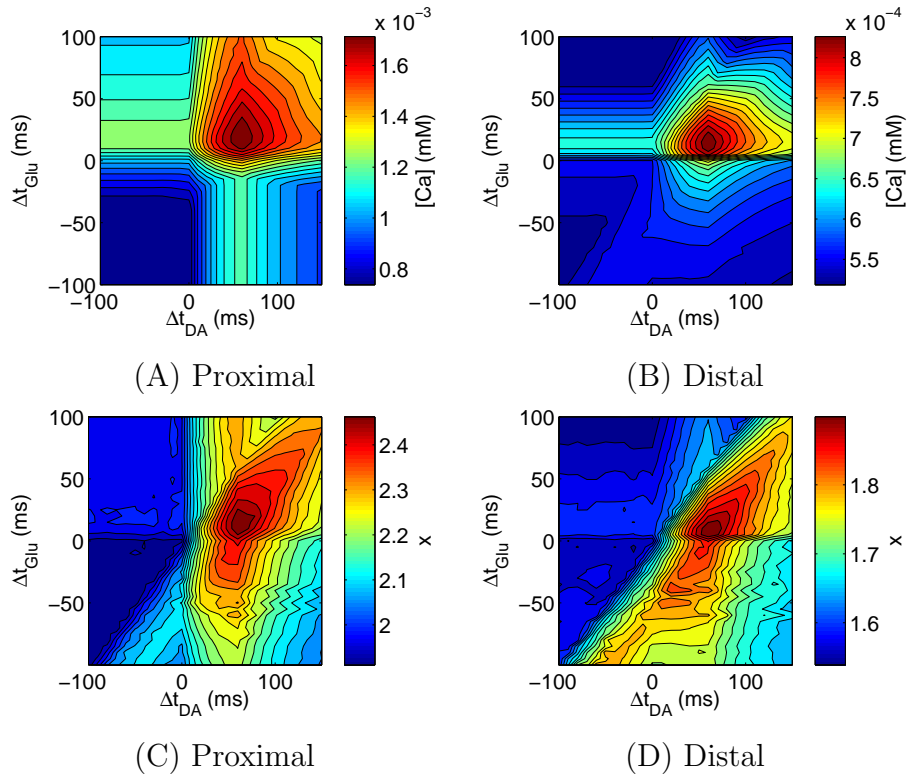 x 10⁻³
100
50
0
−50
−100
Δt_Glu (ms)
−100 0 100
Δt_DA (ms)
1.6
1.4
1.2
1
0.8
[Ca] (mM)
(A) Proximal
x 10⁻⁴
100
50
0
−50
−100
Δt_Glu (ms)
−100 0 100
Δt_DA (ms)
8
7.5
7
6.5
6
5.5
[Ca] (mM)
(B) Distal
100
50
0
−50
−100
Δt_Glu (ms)
0 100
Δt_DA (ms)
2.4
2.3
2.2
2.1
2
x
(C) Proximal
100
50
0
−50
−100
Δt_Glu (ms)
0 100
Δt_DA (ms)
1.8
1.7
1.6
x
(D) Distal